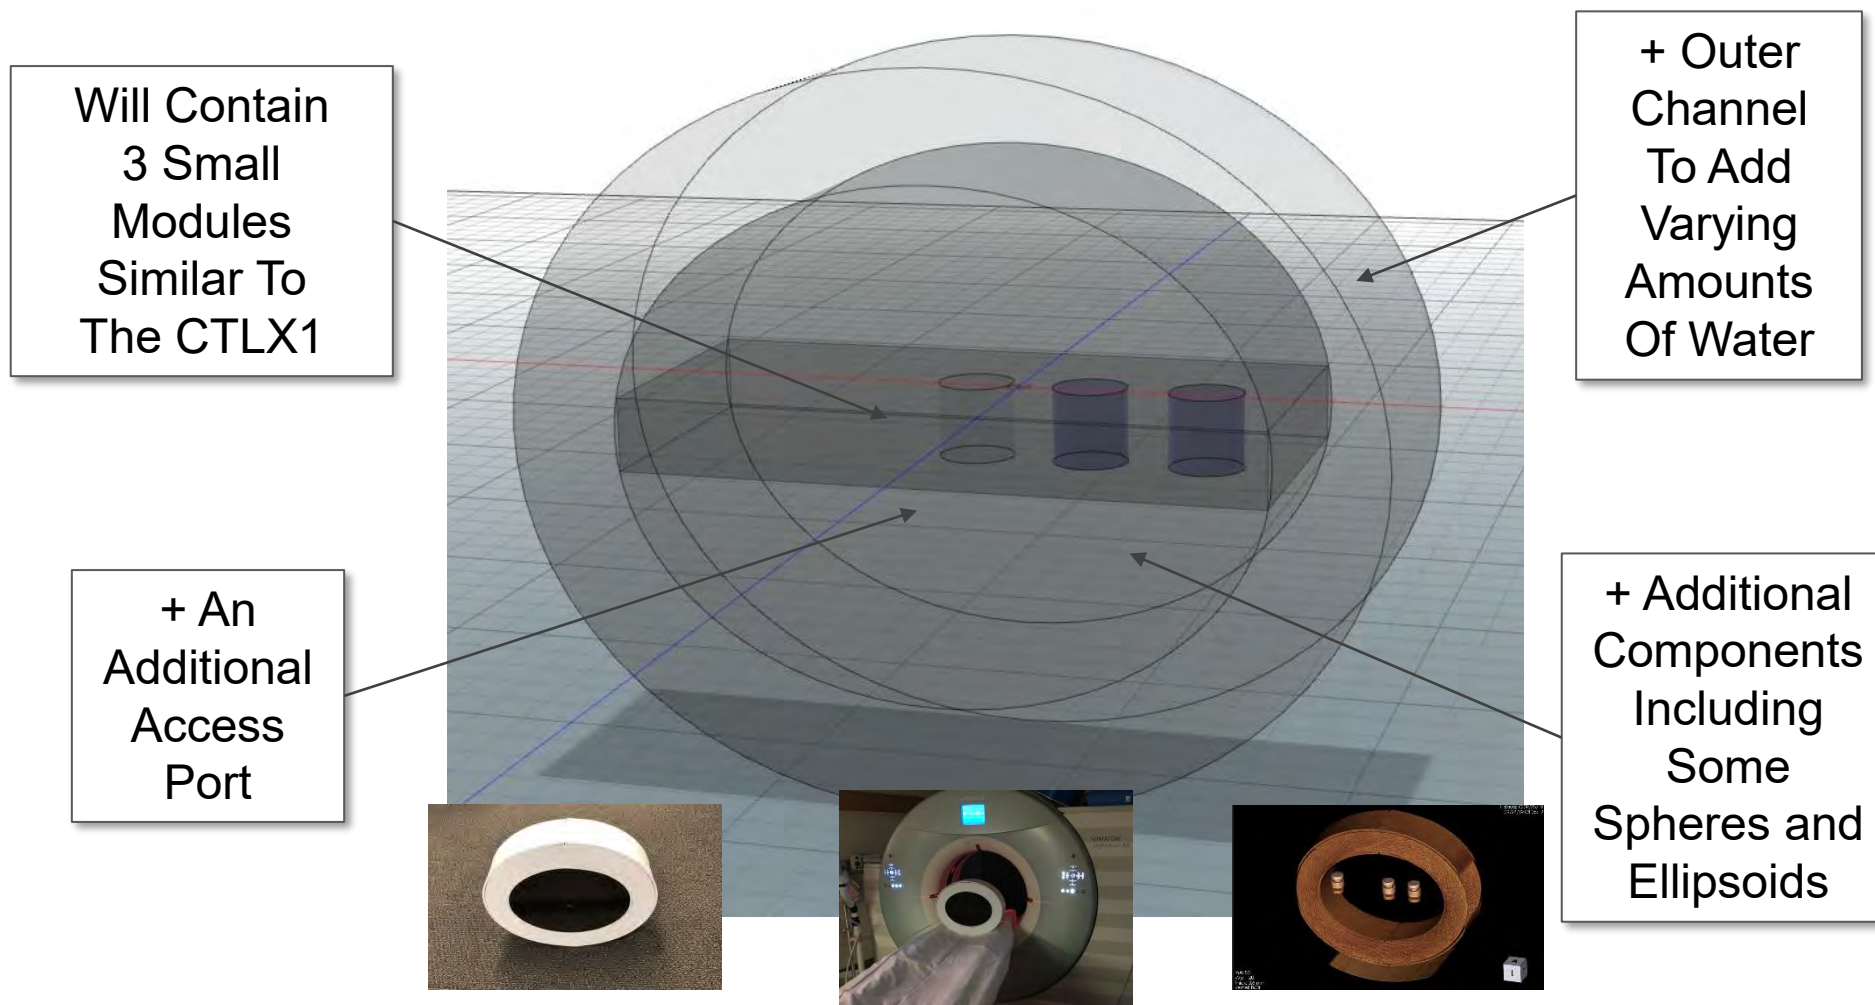 Will Contain
3 Small
Modules
Similar To
The CTLX1
+ Outer
Channel
To Add
Varying
Amounts
Of Water
+ An
Additional
Access
Port
+ Additional
Components
Including
Some
Spheres and
Ellipsoids